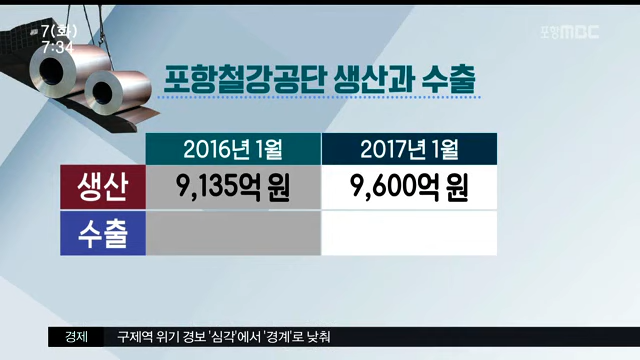 7(화)
7:34
포항MBC
포항철강공단 생산과 수출
2016년 1월 2017년 1월
생산 9,135억 원 9,600억 원
수출
경제 구제역 위기 경보 '심각'에서 '경계'로 낮춰